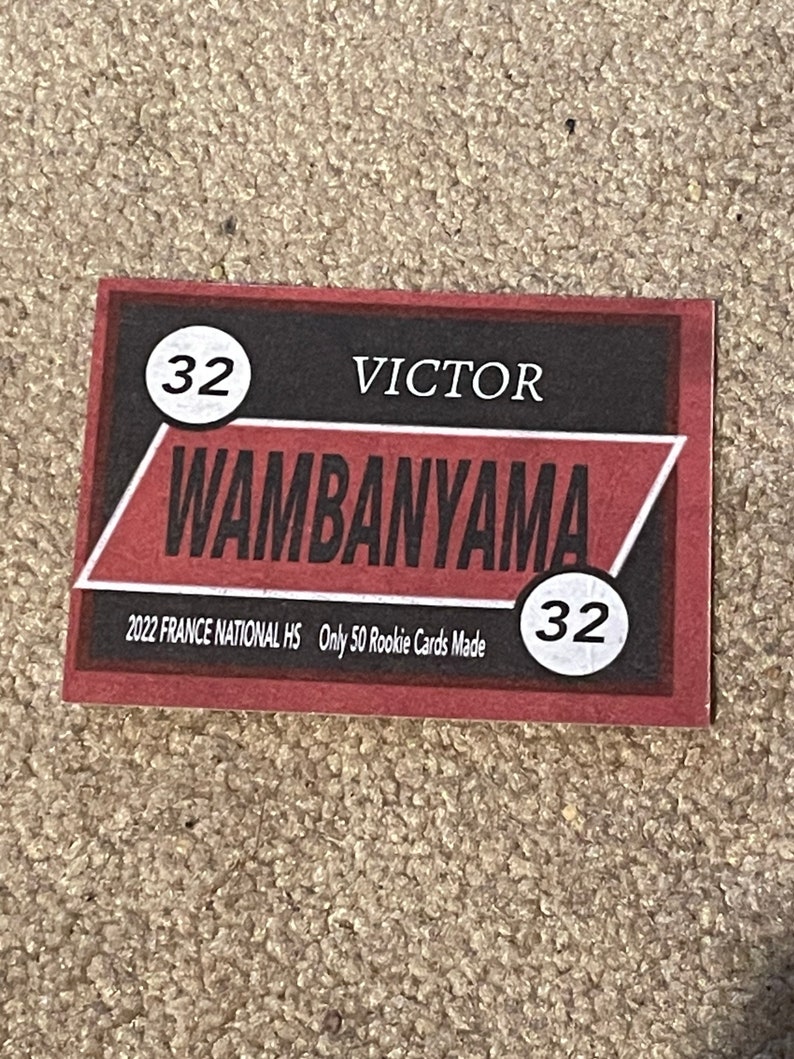 32
VICTOR
WAMBANYAMA
2022 FRANCE NATIONAL HS Only 50 Rookie Cards Made
32